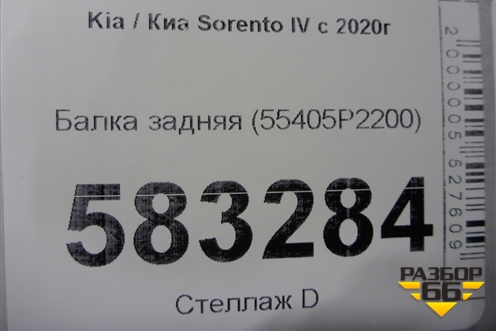 Kia / Киа Sorento IV с 2020г
Балка задняя (55405P2200)
583284
Стеллаж D
2000005527609
РАЗБОР
66